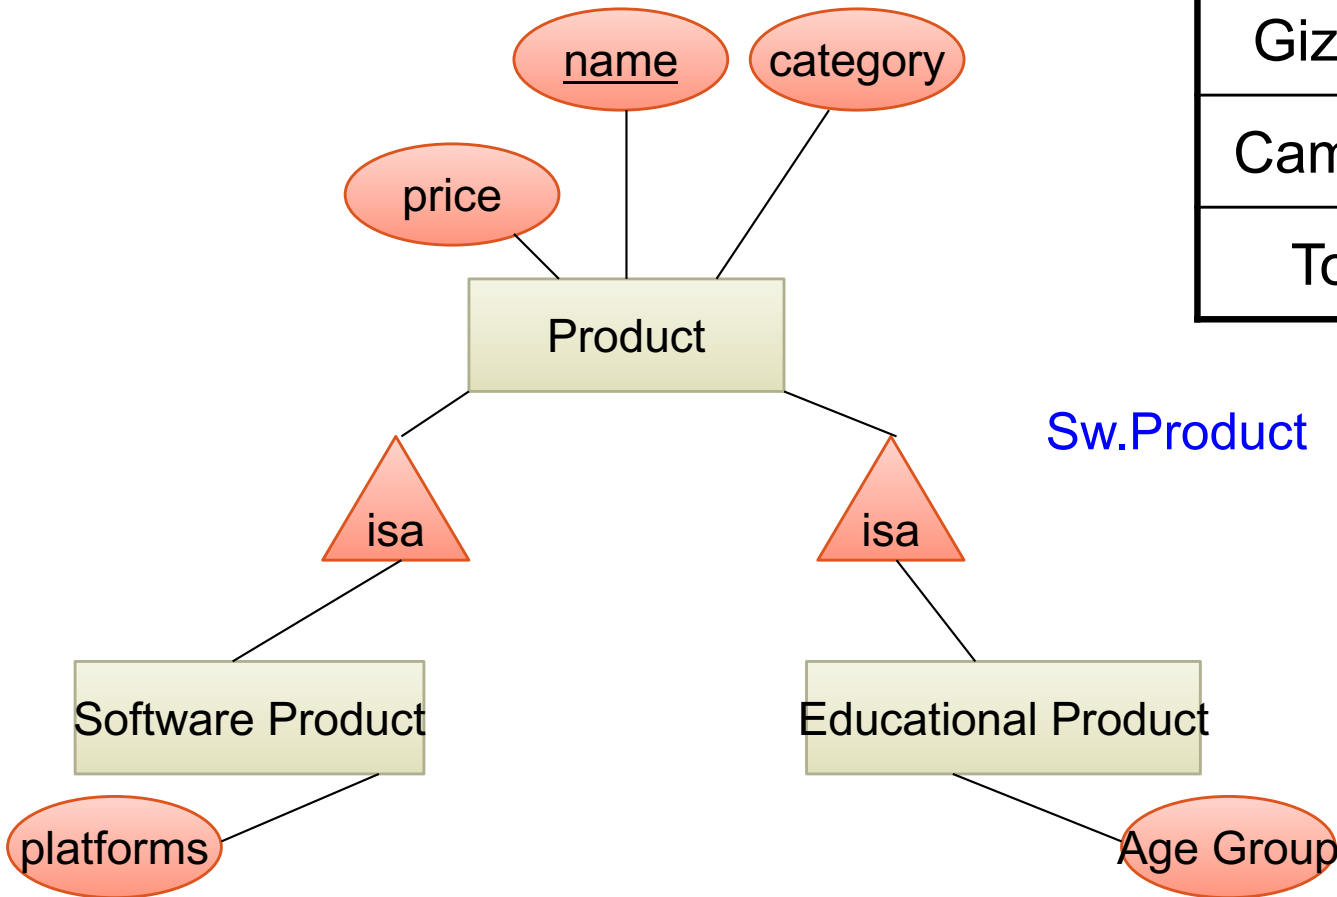 name
category
price
Product
isa
isa
Software Product
Educational Product
platforms
Age Group
Sw.Product